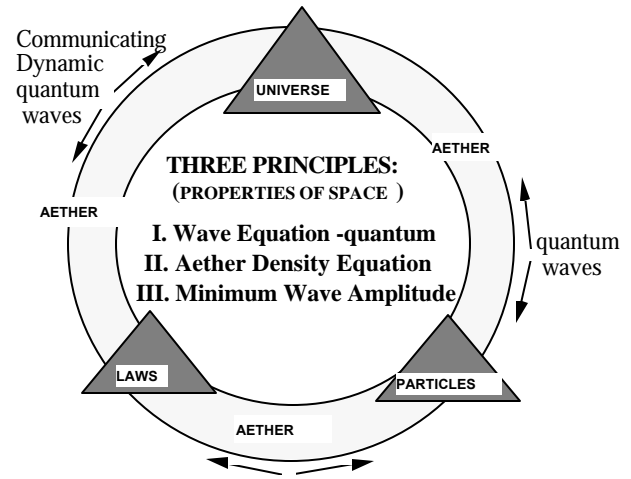 Communicating
Dynamic
quantum
waves
UNIVERSE
AETHER
THREE PRINCIPLES:
(PROPERTIES OF SPACE )
AETHER
I. Wave Equation -quantum
II. Aether Density Equation
III. Minimum Wave Amplitude
quantum
waves
LAWS
PARTICLES
AETHER